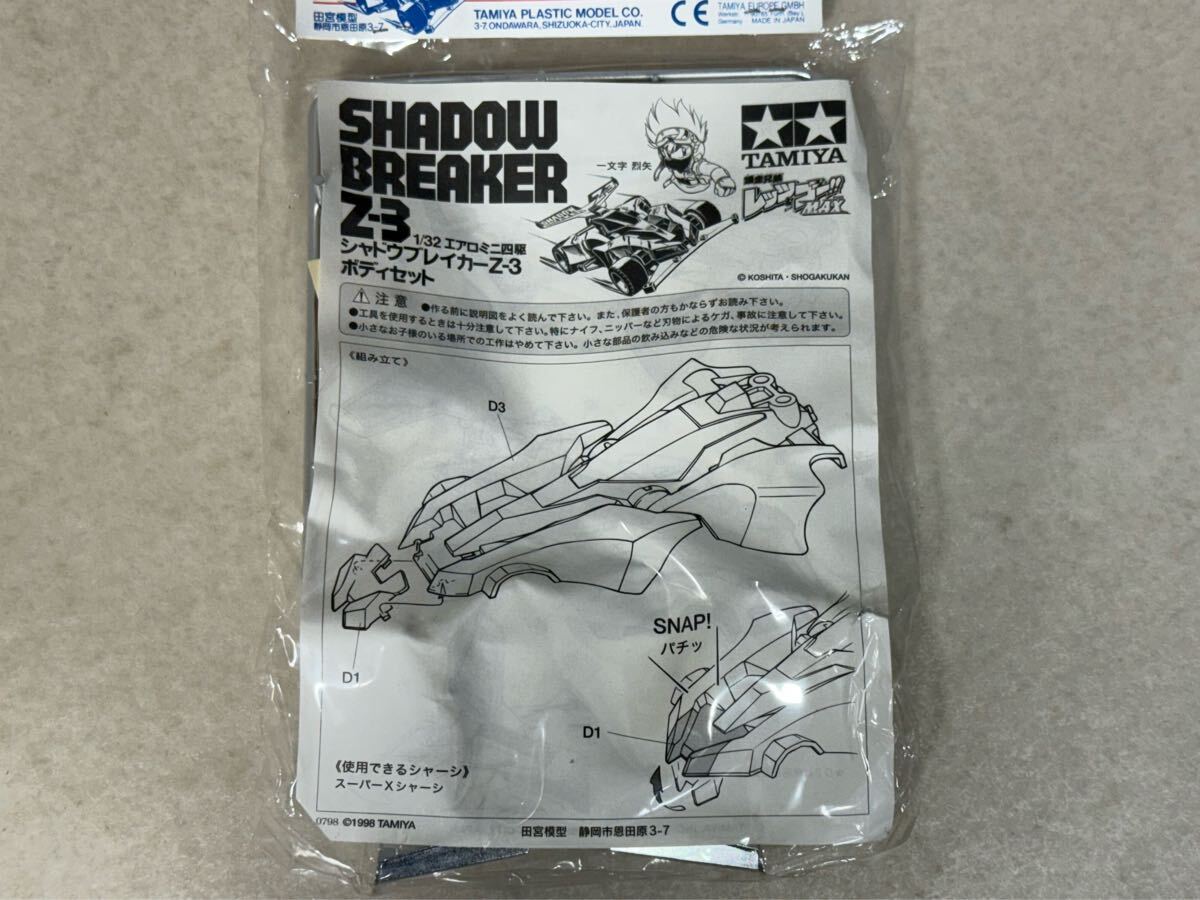 田宮模型
静岡市恩田原3-7
TAMIYA PLASTIC MODEL CO.
3-7, ONDAWARA, SHIZUOKA-CITY, JAPAN.
CE
TAMIYA EUROPE GMBH
Germany
MADE IN JAPAN
SHADOW
BREAKER
Z-3
1/32 エアロミニ四駆
シャドウブレイカーZ-3
ボディセット
一文字 烈矢
TAMIYA
爆走兄弟
レッツ&ゴー!!
MAX
© KOSHITA・SHOGAKUKAN
注意 ●作る前に説明図をよく読んで下さい。また、保護者の方もかならずお読み下さい。
●工具を使用するときは十分注意して下さい。特にナイフ、ニッパーなど刃物によるケガ、事故に注意して下さい。
●小さなお子様のいる場所での工作はやめて下さい。小さな部品の飲み込みなどの危険な状況が考えられます。
《組み立て》
D3
D1
SNAP!
パチッ
D1
《使用できるシャーシ》
スーパーXシャーシ
0798 ©1998 TAMIYA
田宮模型 静岡市恩田原3-7